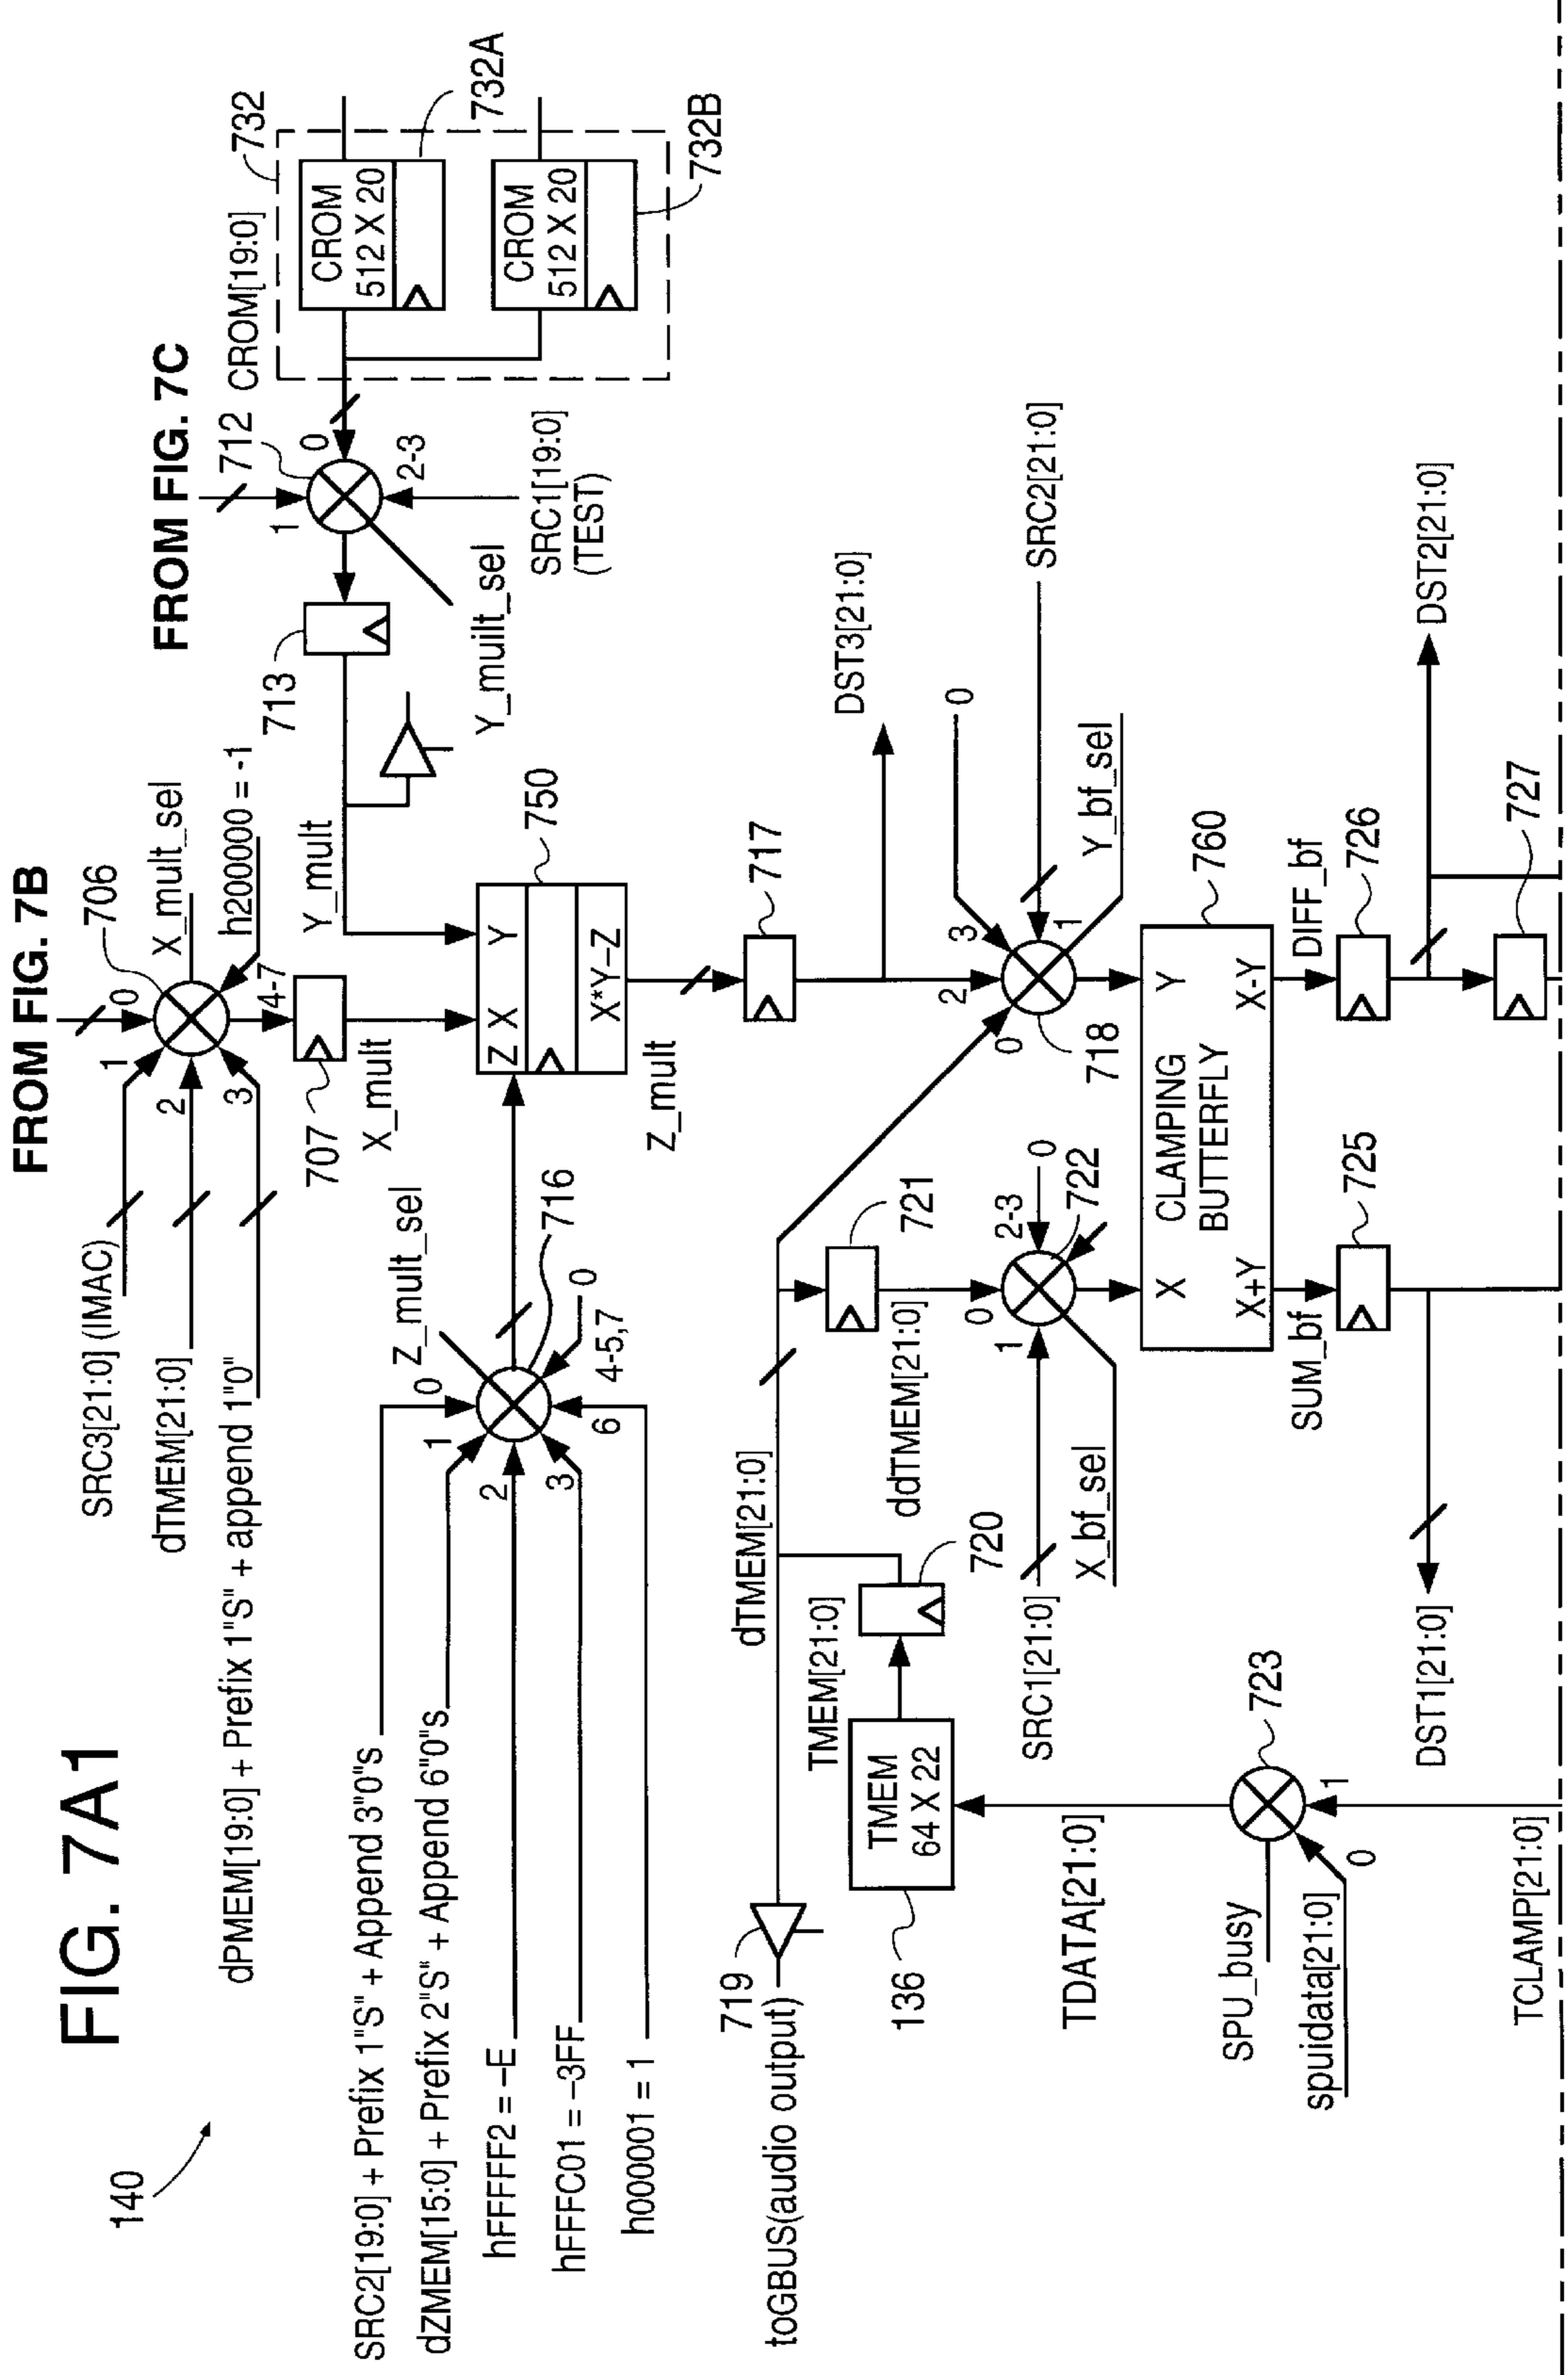 FIG. 7A1
140
FROM FIG. 7B
706
X_mult_sel
h200000 = -1
0
1
2
3
4-7
SRC3[21:0] (IMAC)
dTMEM[21:0]
dPMEM[19:0] + Prefix 1"S" + append 1"0"
707
X_mult
FROM FIG. 7C
712
CROM[19:0]
732
732A
732B
CROM
512 X 20
CROM
512 X 20
0
1
2-3
SRC1[19:0]
(TEST)
Y_muilt_sel
713
Y_mult
Z X Y
X*Y–Z
750
Z_mult
Z_mult_sel
716
0
1
2
3
6
4-5,7
0
SRC2[19:0] + Prefix 1"S" + Append 3"0"s
dZMEM[15:0] + Prefix 2"S" + Append 6"0"s
hFFFFF2 = –E
hFFFC01 = –3FF
h000001 = 1
717
DST3[21:0]
0
3
2
0
1
SRC2[21:0]
Y_bf_sel
718
719
toGBUS(audio output)
dTMEM[21:0]
TMEM[21:0]
720
721
ddTMEM[21:0]
TMEM
64 X 22
136
SRC1[21:0]
X_bf_sel
0
1
2-3
0
722
X Y
CLAMPING
BUTTERFLY
X+Y X-Y
760
SUM_bf
DIFF_bf
725
726
727
DST1[21:0]
DST2[21:0]
TDATA[21:0]
723
SPU_busy
spuidata[21:0]
0
1
TCLAMP[21:0]